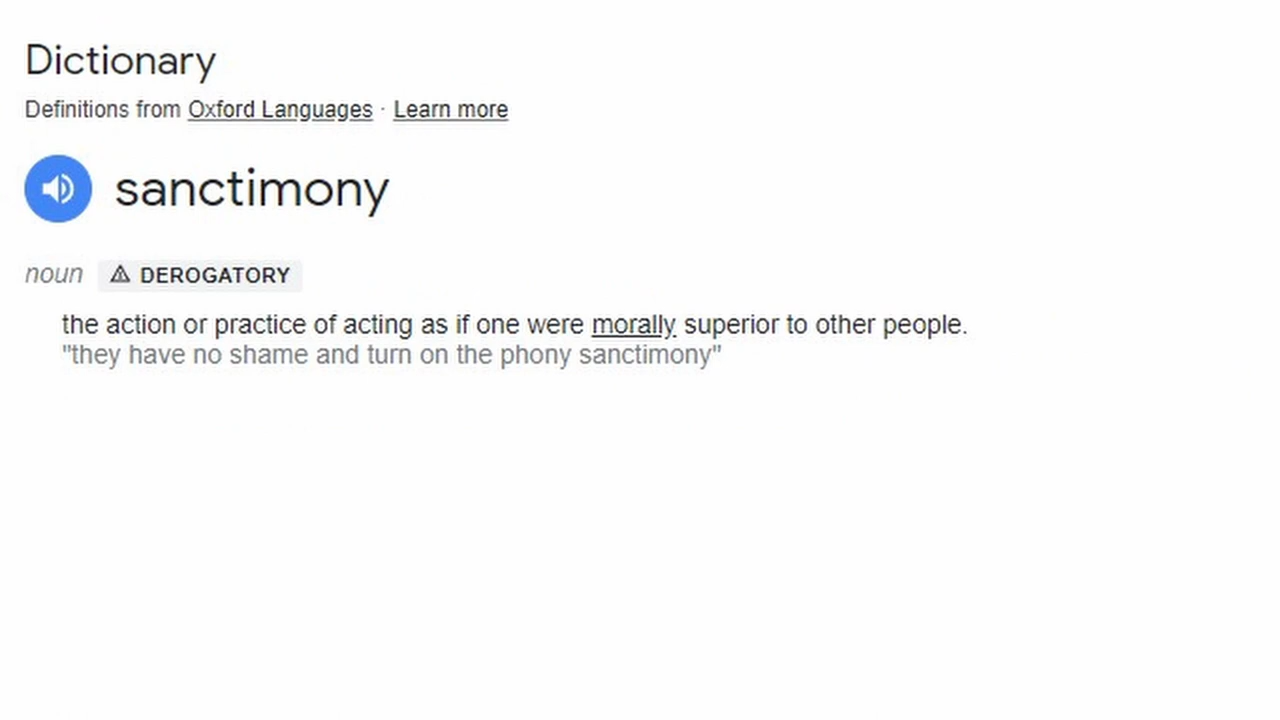 Dictionary
Definitions from Oxford Languages · Learn more
sanctimony
noun DEROGATORY
the action or practice of acting as if one were morally superior to other people.
"they have no shame and turn on the phony sanctimony"